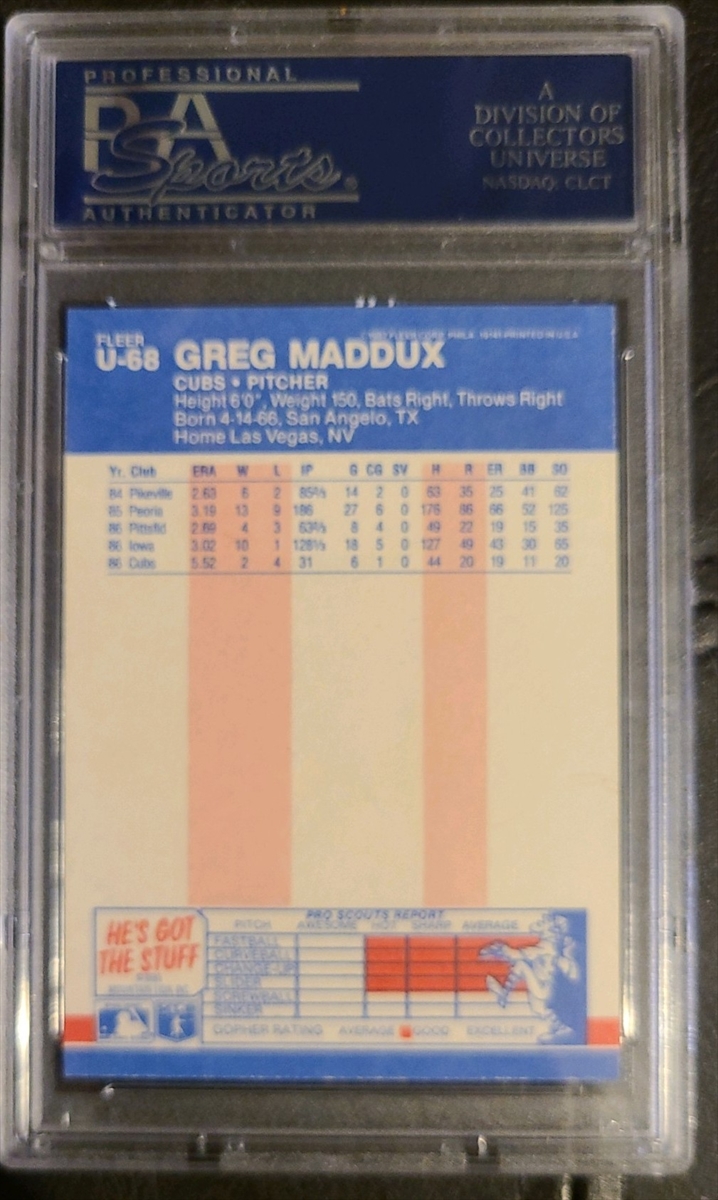 PROFESSIONAL
PSA
Sports
AUTHENTICATOR
A
DIVISION OF
COLLECTORS
UNIVERSE
NASDAQ: CLCT
FLEER
U-68 GREG MADDUX
PRINTED IN U.S.A.
CUBS • PITCHER
Height 6'0", Weight 150, Bats Right, Throws Right
Born 4-14-66, San Angelo, TX
Home Las Vegas, NV
Yr. Club ERA W L IP G CG SV H R ER BB SO
84 Pikeville 2.63 6 2 85⅔ 14 2 0 63 35 25 41 62
85 Peoria 3.19 13 9 186 27 6 0 176 86 66 52 125
86 Pittsfld 2.69 4 3 63⅔ 8 4 0 49 22 19 15 35
86 Iowa 3.02 10 1 128⅓ 18 5 0 127 49 43 30 65
86 Cubs 5.52 2 4 31 6 1 0 44 20 19 11 20
HE'S GOT
THE STUFF
PRO SCOUTS REPORT
PITCH AWESOME HOT SHARP AVERAGE
FASTBALL
CURVEBALL
CHANGE-UP
SLIDER
SCREWBALL
SINKER
GOPHER RATING AVERAGE GOOD EXCELLENT